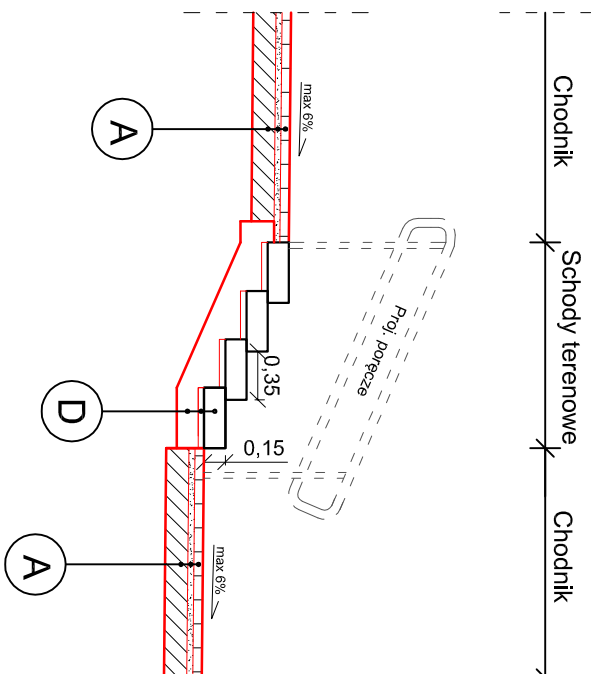 Chodnik
Schody terenowe
Chodnik
max 6%
A
Proj. poręcze
0,35
D
0,15
max 6%
A